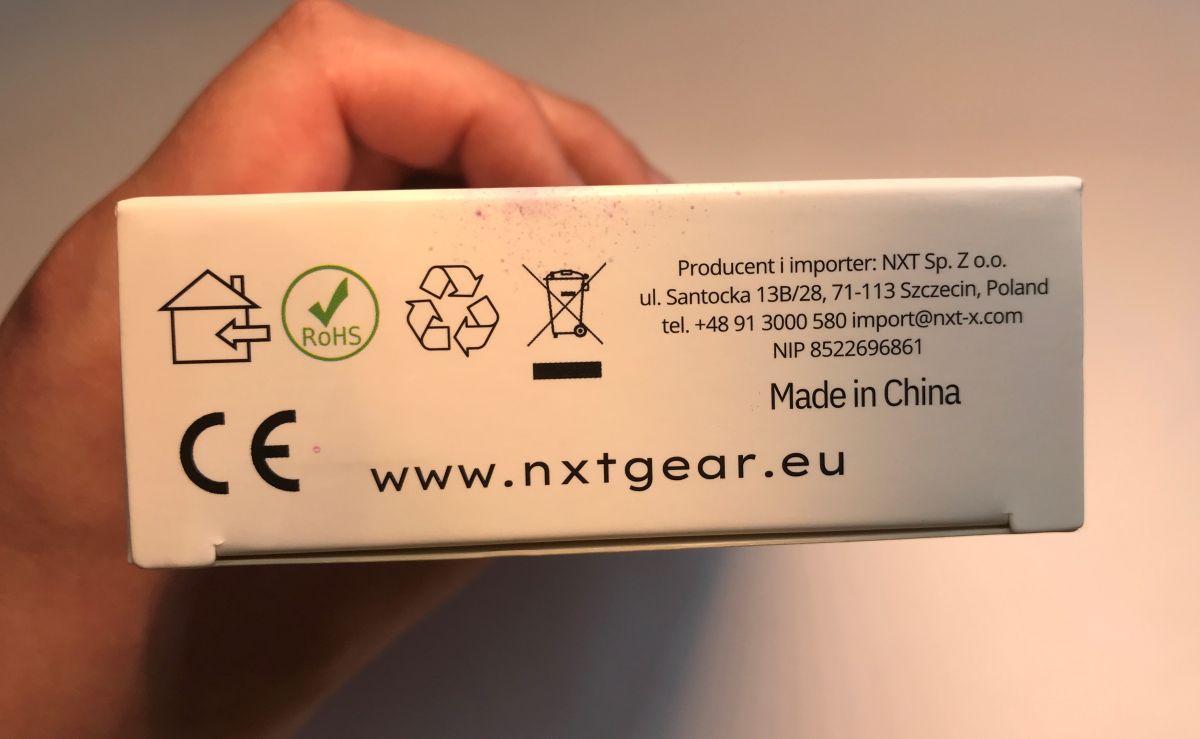 RoHS
Producent i importer: NXT Sp. Z o.o.
ul. Santocka 13B/28, 71-113 Szczecin, Poland
tel. +48 91 3000 580 import@nxt-x.com
NIP 8522696861
Made in China
CE
www.nxtgear.eu